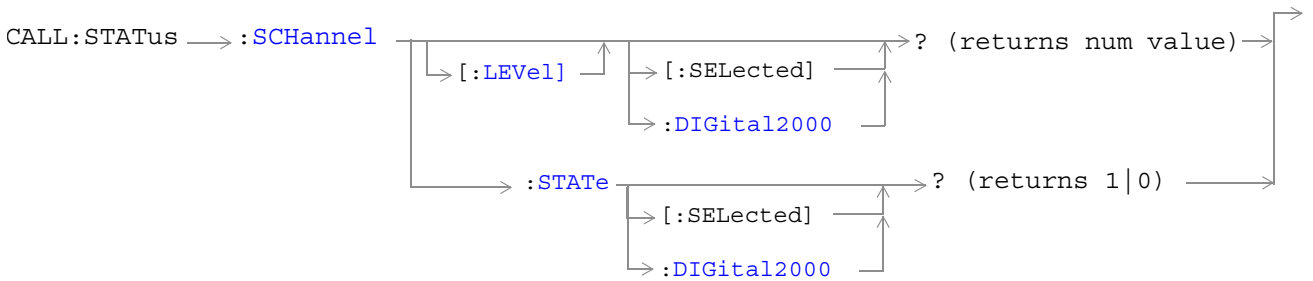 CALL:STATus :SCHannel ? (returns num value)
[:LEVel] [:SELected]
:DIGital2000
:STATe ? (returns 1|0)
[:SELected]
:DIGital2000